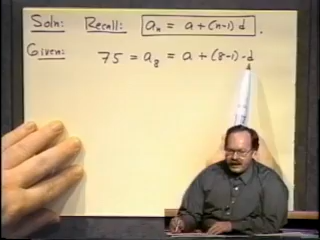 Soln: Recall: aₙ = a + (n-1) d .
Given: 75 = a₈ = a + (8-1)·d